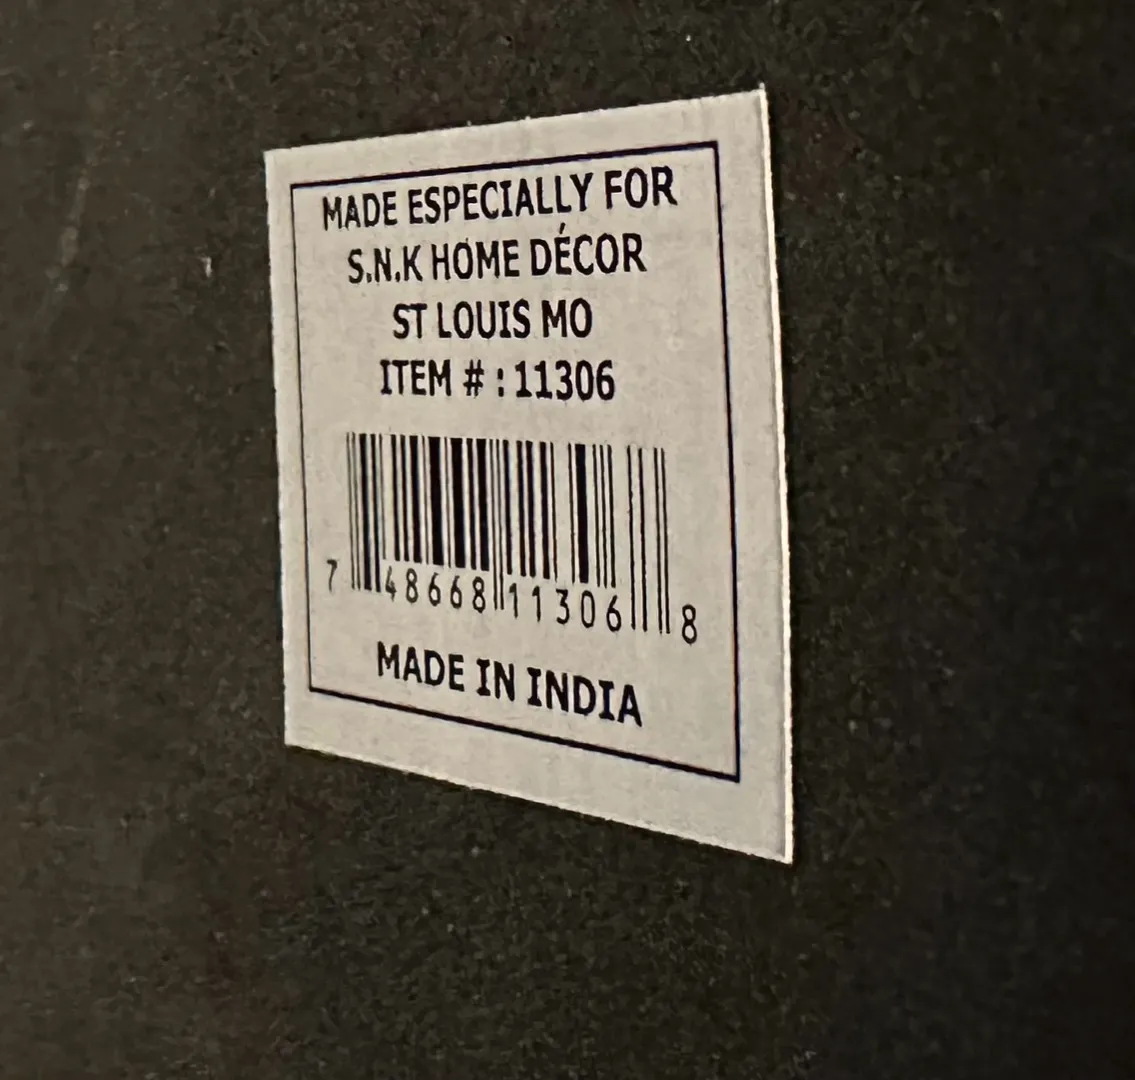 MADE ESPECIALLY FOR
S.N.K HOME DÉCOR
ST LOUIS MO
ITEM # : 11306
7 48668 11306 8
MADE IN INDIA